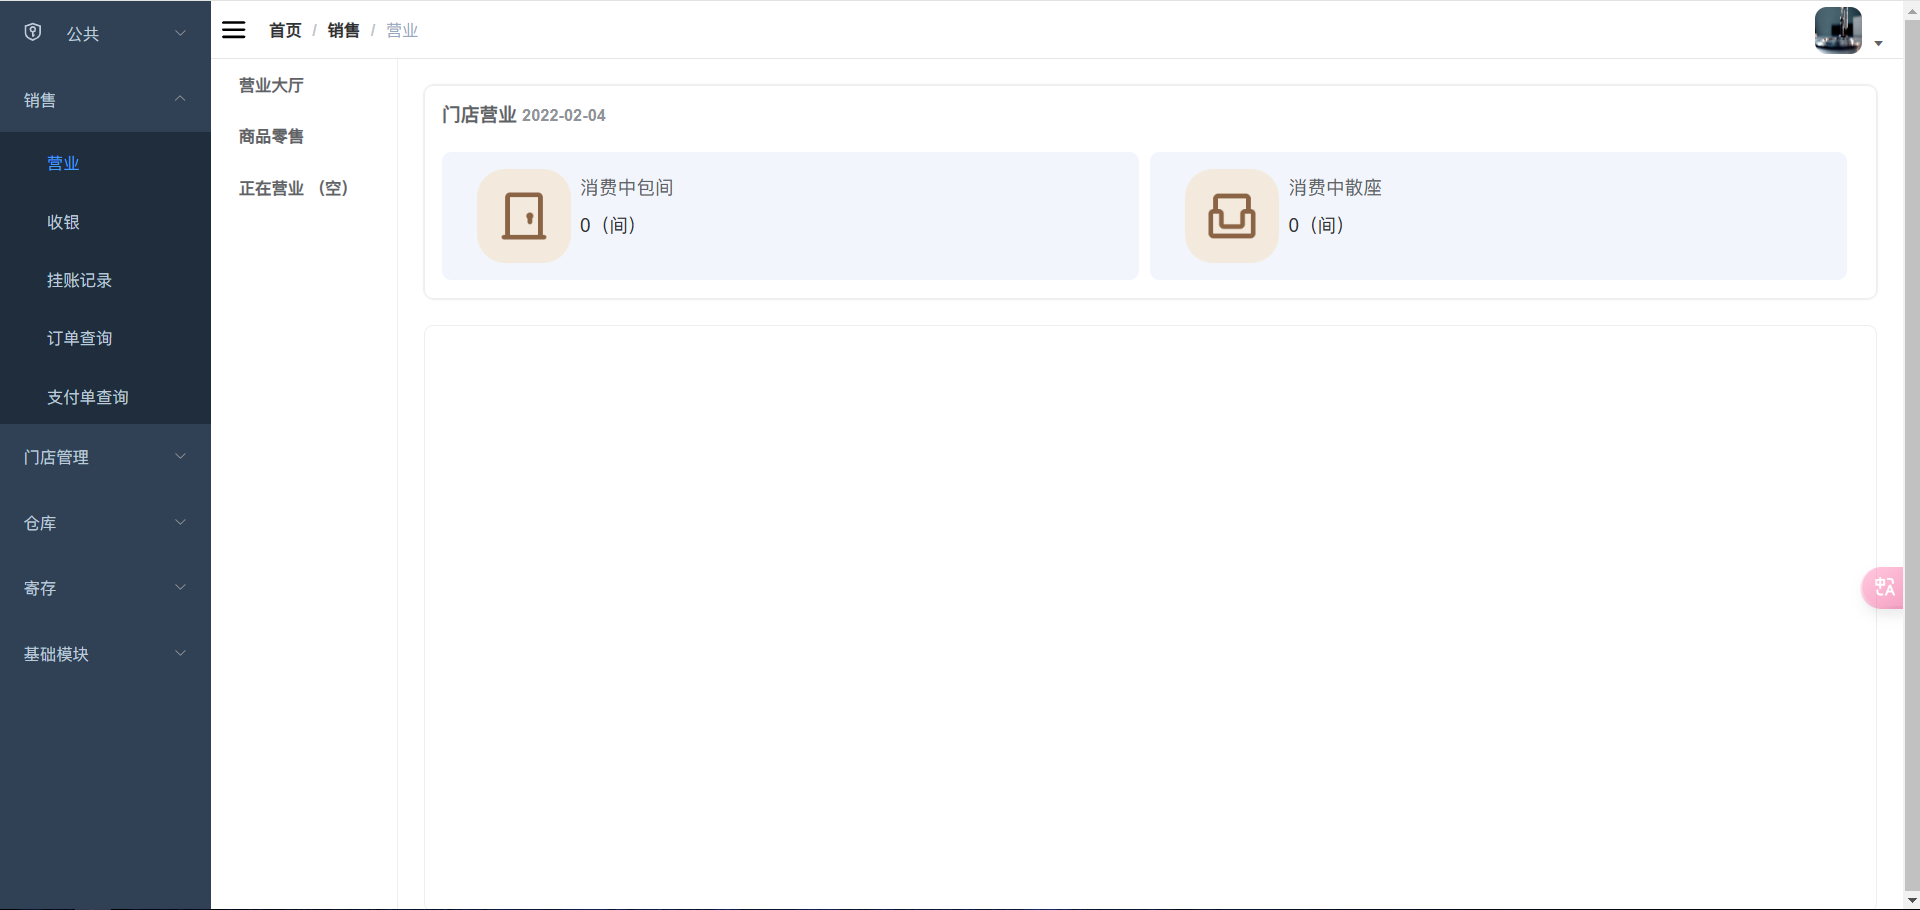 公共
销售
营业
收银
挂账记录
订单查询
支付单查询
门店管理
仓库
寄存
基础模块
首页 / 销售 / 营业
营业大厅
商品零售
正在营业 （空）
门店营业 2022-02-04
消费中包间
0（间）
消费中散座
0（间）
中A